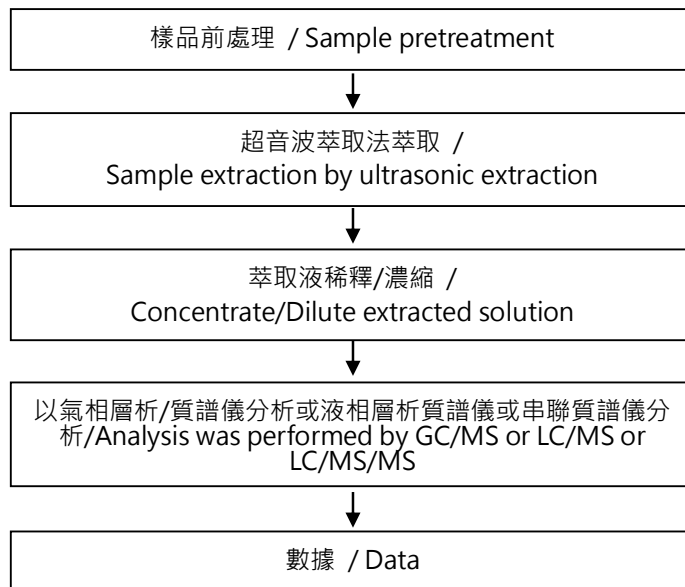 樣品前處理 / Sample pretreatment
超音波萃取法萃取 /
Sample extraction by ultrasonic extraction
萃取液稀釋/濃縮 /
Concentrate/Dilute extracted solution
以氣相層析/質譜儀分析或液相層析質譜儀或串聯質譜儀分
析/Analysis was performed by GC/MS or LC/MS or
LC/MS/MS
數據 / Data